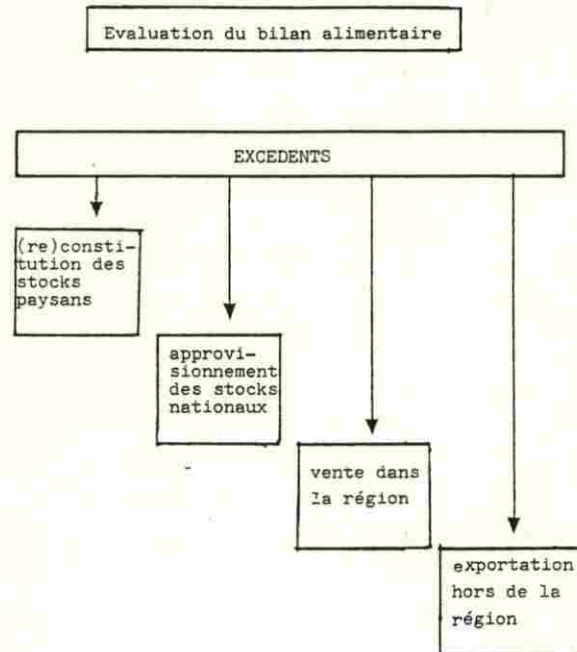 Evaluation du bilan alimentaire
EXCEDENTS
(re)consti-
tution des
stocks
paysans
approvi-
sionnement
des stocks
nationaux
vente dans
la région
exportation
hors de la
région